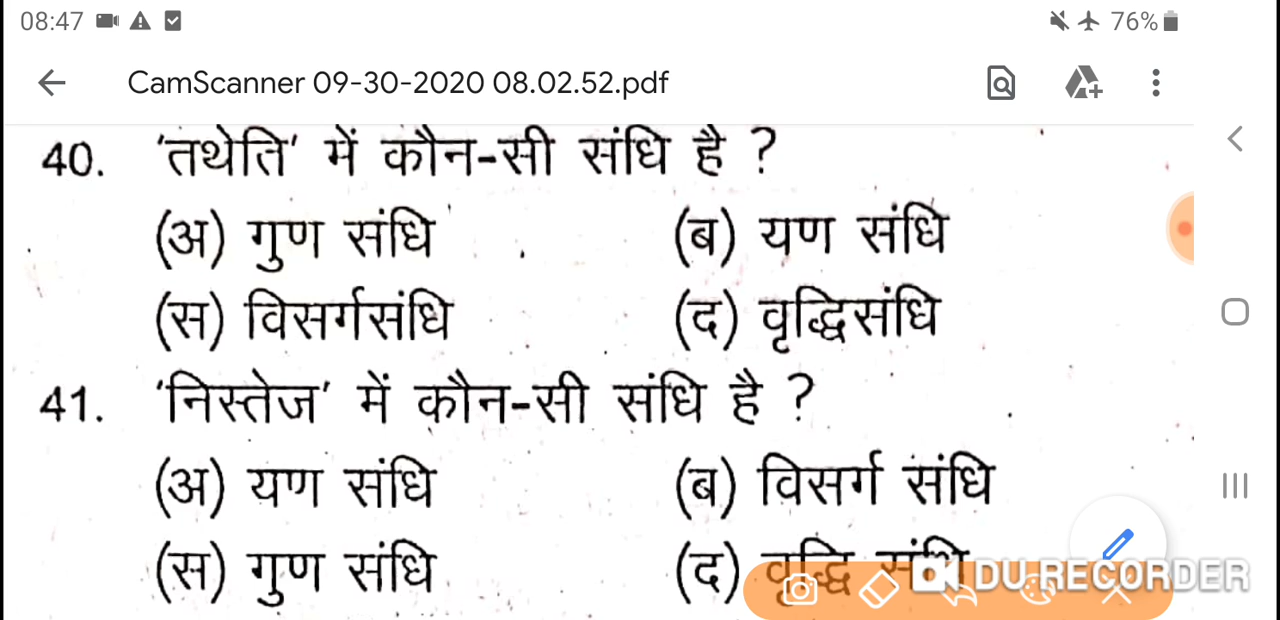 08:47 76%
CamScanner 09-30-2020 08.02.52.pdf
40. 'तथेति' में कौन-सी संधि है ?
(अ) गुण संधि (ब) यण संधि
(स) विसर्गसंधि (द) वृद्धिसंधि
41. 'निस्तेज' में कौन-सी संधि है ?
(अ) यण संधि (ब) विसर्ग संधि
(स) गुण संधि (द) वृद्धि संधि
DU RECORDER